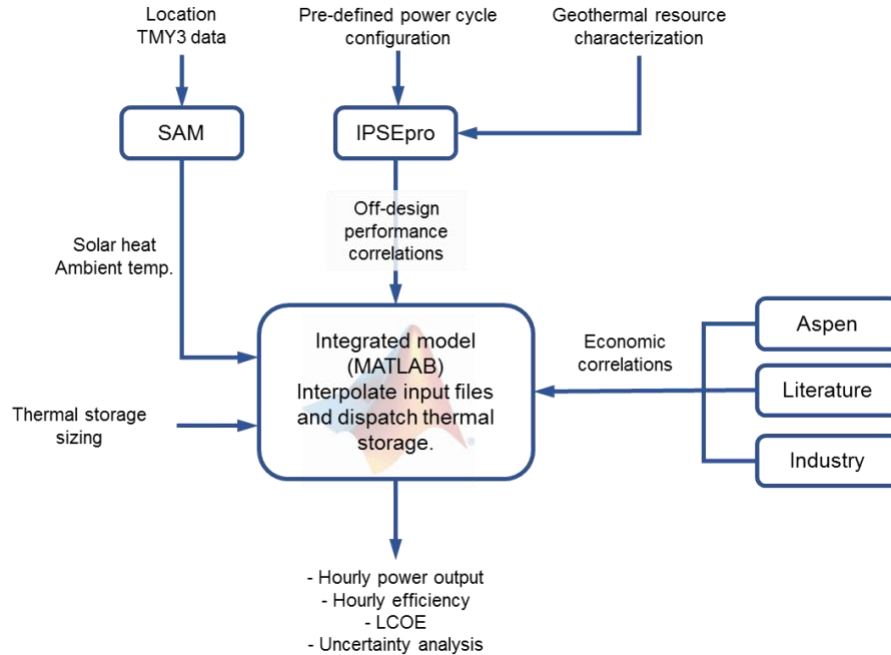 Location
TMY3 data
Pre-defined power cycle
configuration
Geothermal resource
characterization
SAM
IPSEpro
Off-design
performance
correlations
Solar heat
Ambient temp.
Integrated model
(MATLAB)
Interpolate input files
and dispatch thermal
storage.
Economic
correlations
Aspen
Literature
Industry
Thermal storage
sizing
- Hourly power output
- Hourly efficiency
- LCOE
- Uncertainty analysis